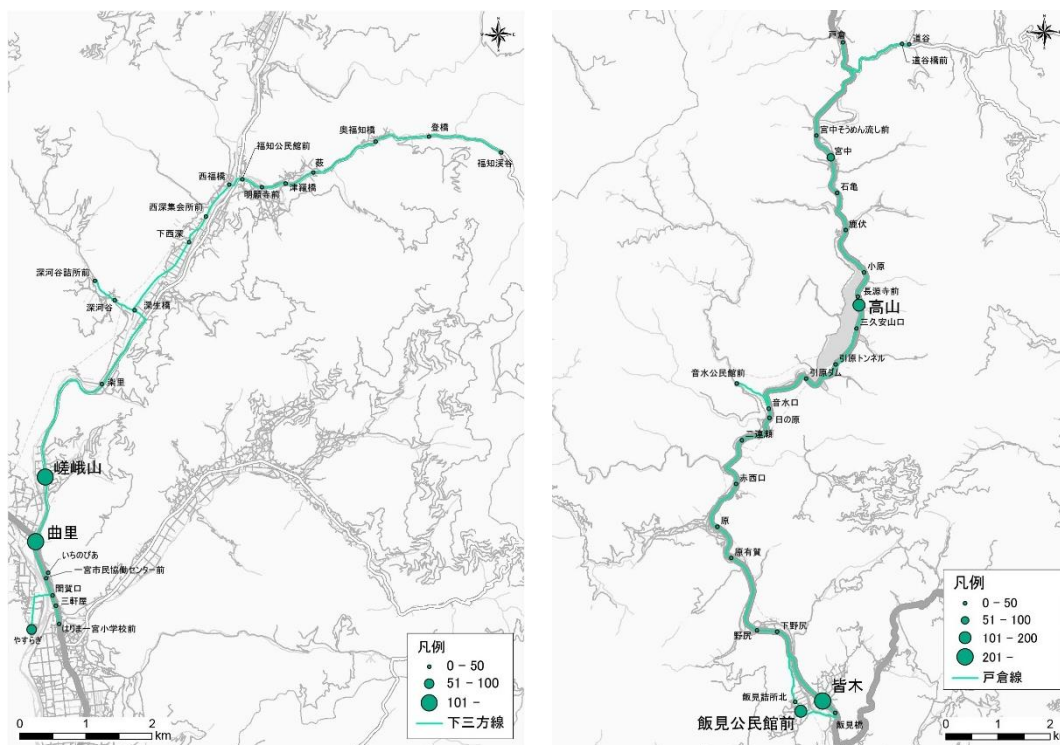 福知公民館前
奥福知橋
登橋
福知渓谷
西福橋
薮
津羅橋
明願寺前
西深集会所前
下西深
深河谷詰所前
深河谷
深生橋
東里
嵯峨山
曲里
いちのぴあ
一宮市民協働センター前
閏賀口
三軒屋
はりま一宮小学校前
やすらぎ
凡例
0 - 50
51 - 100
101 -
下三方線
0 1 2
km
戸倉
道谷
道谷橋前
宮中そうめん流し前
宮中
石亀
鹿伏
小原
長源寺前
高山
三久安山口
引原トンネル
引原ダム
音水公民館前
音水口
日の原
二連瀬
赤西口
原
原有賀
野尻
下野尻
飯見詰所北
皆木
飯見公民館前
飯見橋
凡例
0 - 50
51 - 100
101 - 200
201 -
戸倉線
0 1 2
k